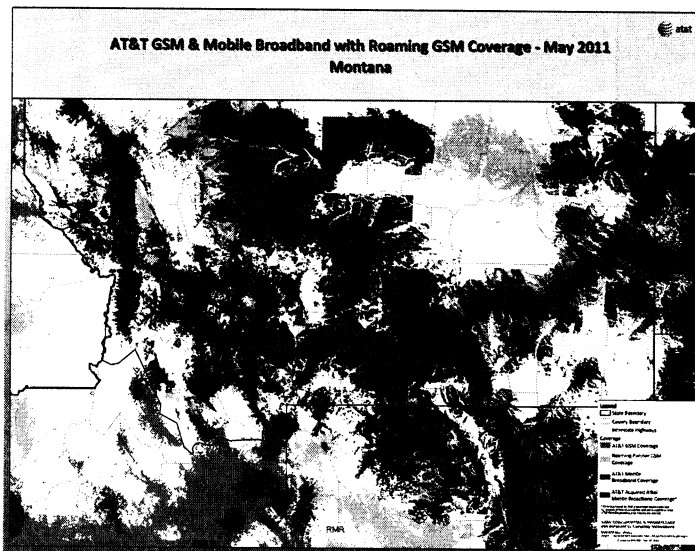 at&t
AT&T GSM & Mobile Broadband with Roaming GSM Coverage - May 2011
Montana
Legend
State Boundary
County Boundary
Interstate Highways
Coverage
AT&T GSM Coverage
Roaming Partner GSM
Coverage
AT&T Mobile
Broadband Coverage
AT&T Acquired Alltel
Mobile Broadband Coverage*
RMR